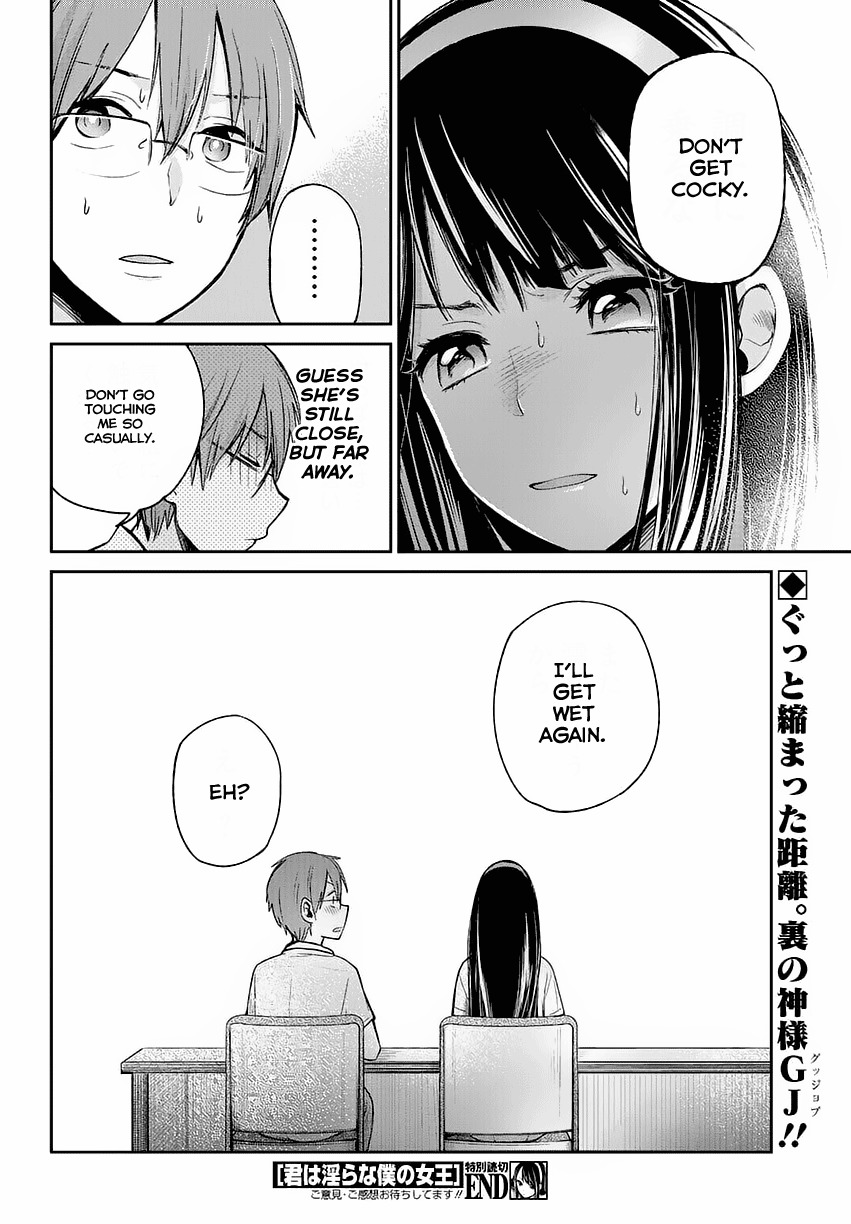 DON'T
GET
COCKY.
………
GUESS
SHE'S
STILL
CLOSE,
BUT FAR
AWAY.
DON'T GO
TOUCHING
ME SO
CASUALLY.
I'LL
GET
WET
AGAIN.
EH?
◆ぐっと縮まった距離。裏の神様GJ!!
グッジョブ
[君は淫らな僕の女王]
特別読切
END
ご意見・ご感想お待ちしてます!!